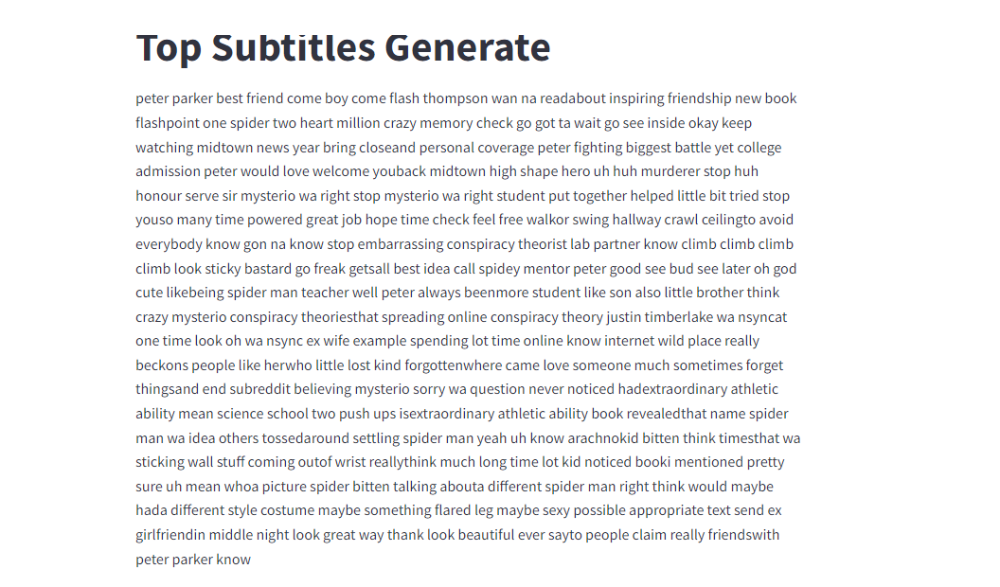 Top Subtitles Generate
peter parker best friend come boy come flash thompson wan na readabout inspiring friendship new book
flashpoint one spider two heart million crazy memory check go got ta wait go see inside okay keep
watching midtown news year bring closeand personal coverage peter fighting biggest battle yet college
admission peter would love welcome youback midtown high shape hero uh huh murderer stop huh
honour serve sir mysterio wa right stop mysterio wa right student put together helped little bit tried stop
youso many time powered great job hope time check feel free walkor swing hallway crawl ceilingto avoid
everybody know gon na know stop embarrassing conspiracy theorist lab partner know climb climb climb
climb look sticky bastard go freak getsall best idea call spidey mentor peter good see bud see later oh god
cute likebeing spider man teacher well peter always beenmore student like son also little brother think
crazy mysterio conspiracy theoriesthat spreading online conspiracy theory justin timberlake wa nsyncat
one time look oh wa nsync ex wife example spending lot time online know internet wild place really
beckons people like herwho little lost kind forgottenwhere came love someone much sometimes forget
thingsand end subreddit believing mysterio sorry wa question never noticed hadextraordinary athletic
ability mean science school two push ups isextraordinary athletic ability book revealedthat name spider
man wa idea others tossedaround settling spider man yeah uh know arachnokid bitten think timesthat wa
sticking wall stuff coming outof wrist reallythink much long time lot kid noticed booki mentioned pretty
sure uh mean whoa picture spider bitten talking abouta different spider man right think would maybe
hada different style costume maybe something flared leg maybe sexy possible appropriate text send ex
girlfriendin middle night look great way thank look beautiful ever sayto people claim really friendswith
peter parker know